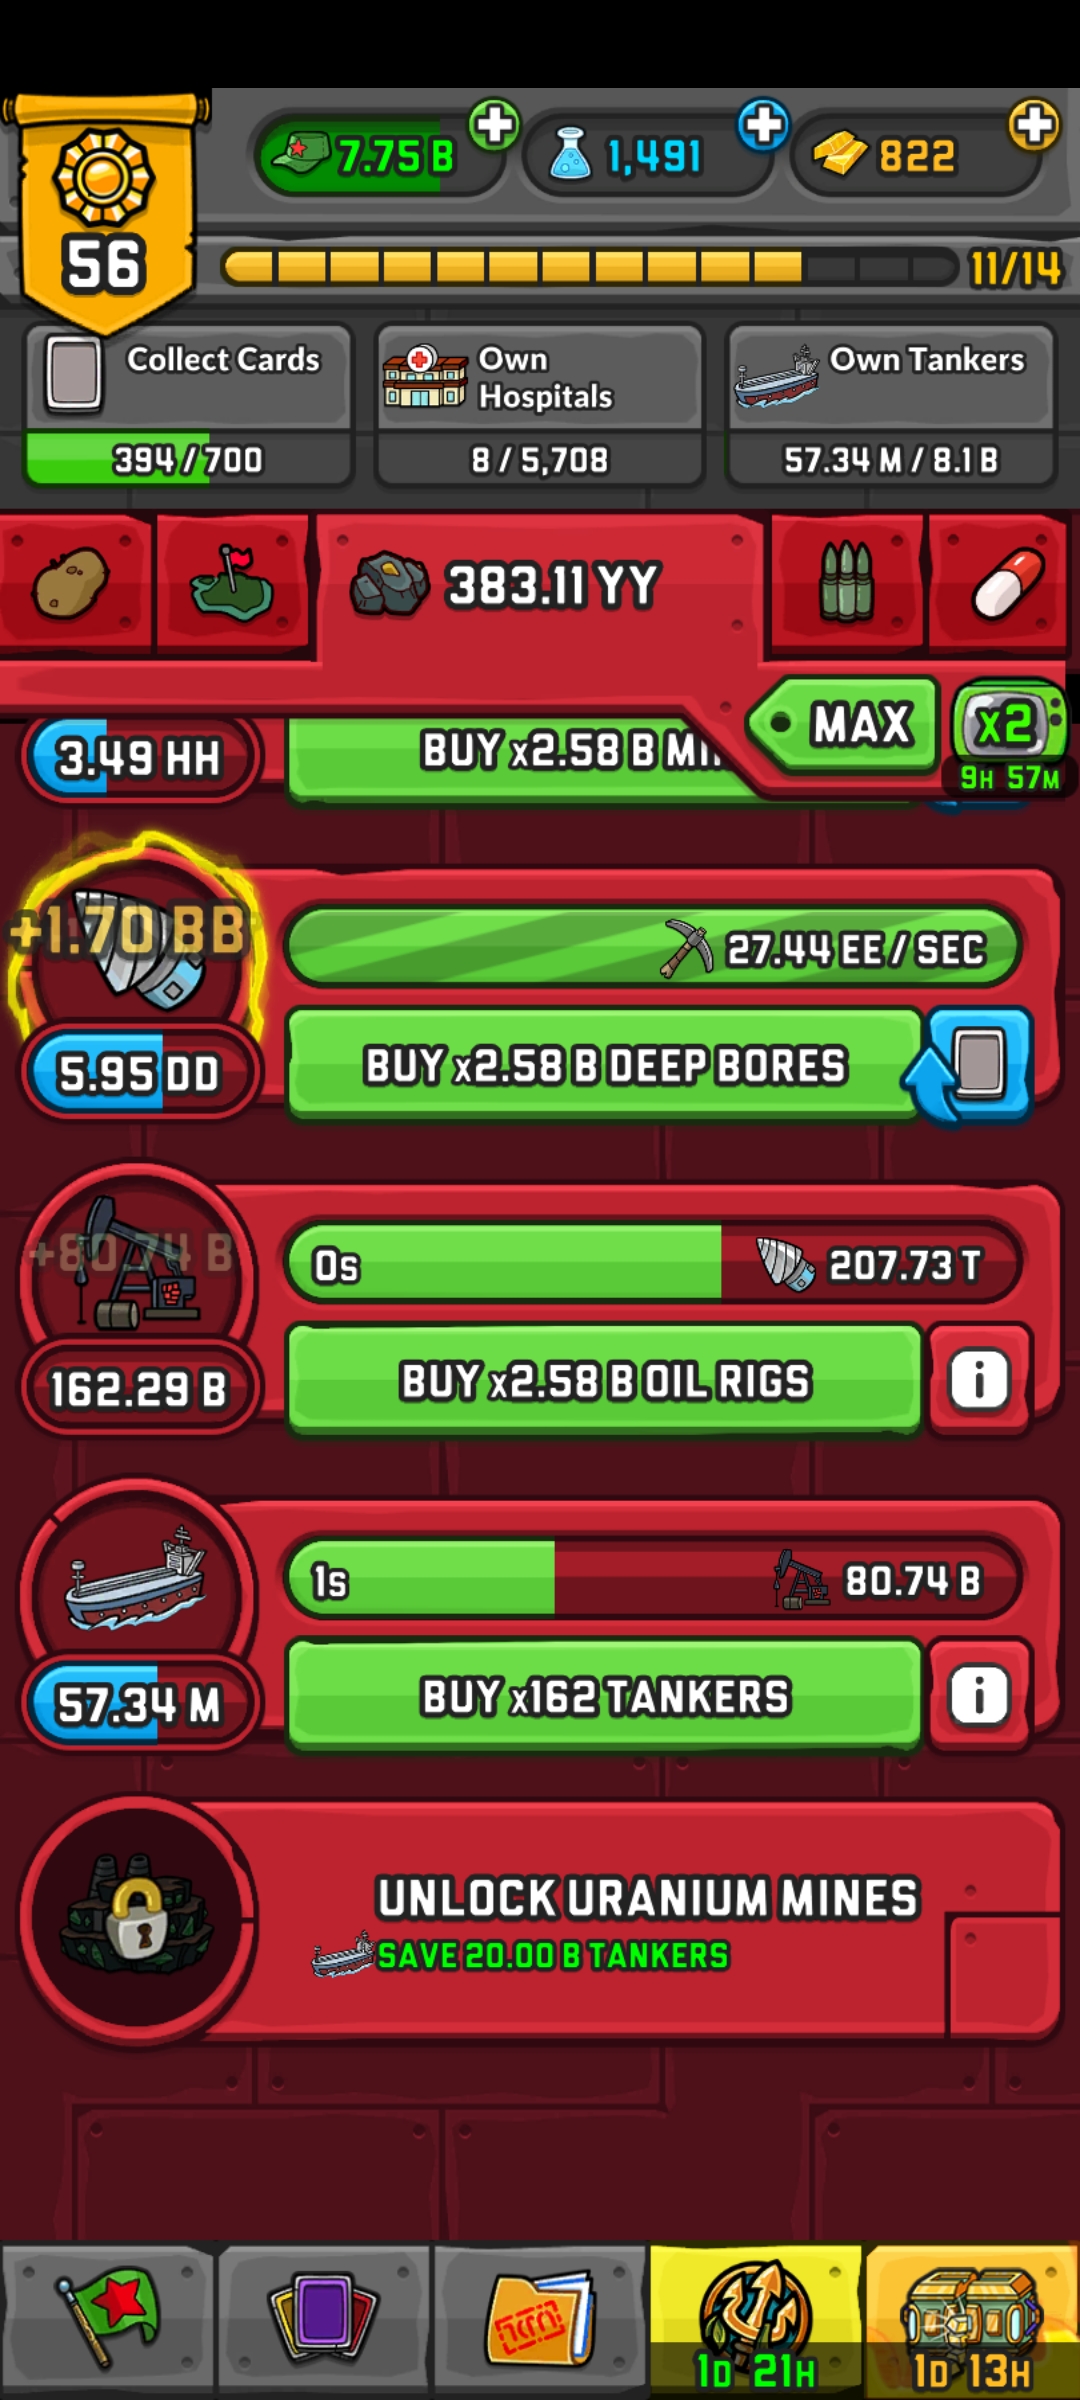 56
7.75 B
1,491
822
11/14
Collect Cards
394 / 700
Own
Hospitals
8 / 5,708
Own Tankers
57.34 M / 8.1 B
383.11 YY
MAX
x2
9H 57M
3.49 HH
BUY x2.58 B
+1.70 BB
27.44 EE / SEC
5.95 DD
BUY x2.58 B DEEP BORES
+80.74 B
0s
207.73 T
162.29 B
BUY x2.58 B OIL RIGS
i
1s
80.74 B
57.34 M
BUY x162 TANKERS
i
UNLOCK URANIUM MINES
SAVE 20.00 B TANKERS
1D 21H
1D 13H